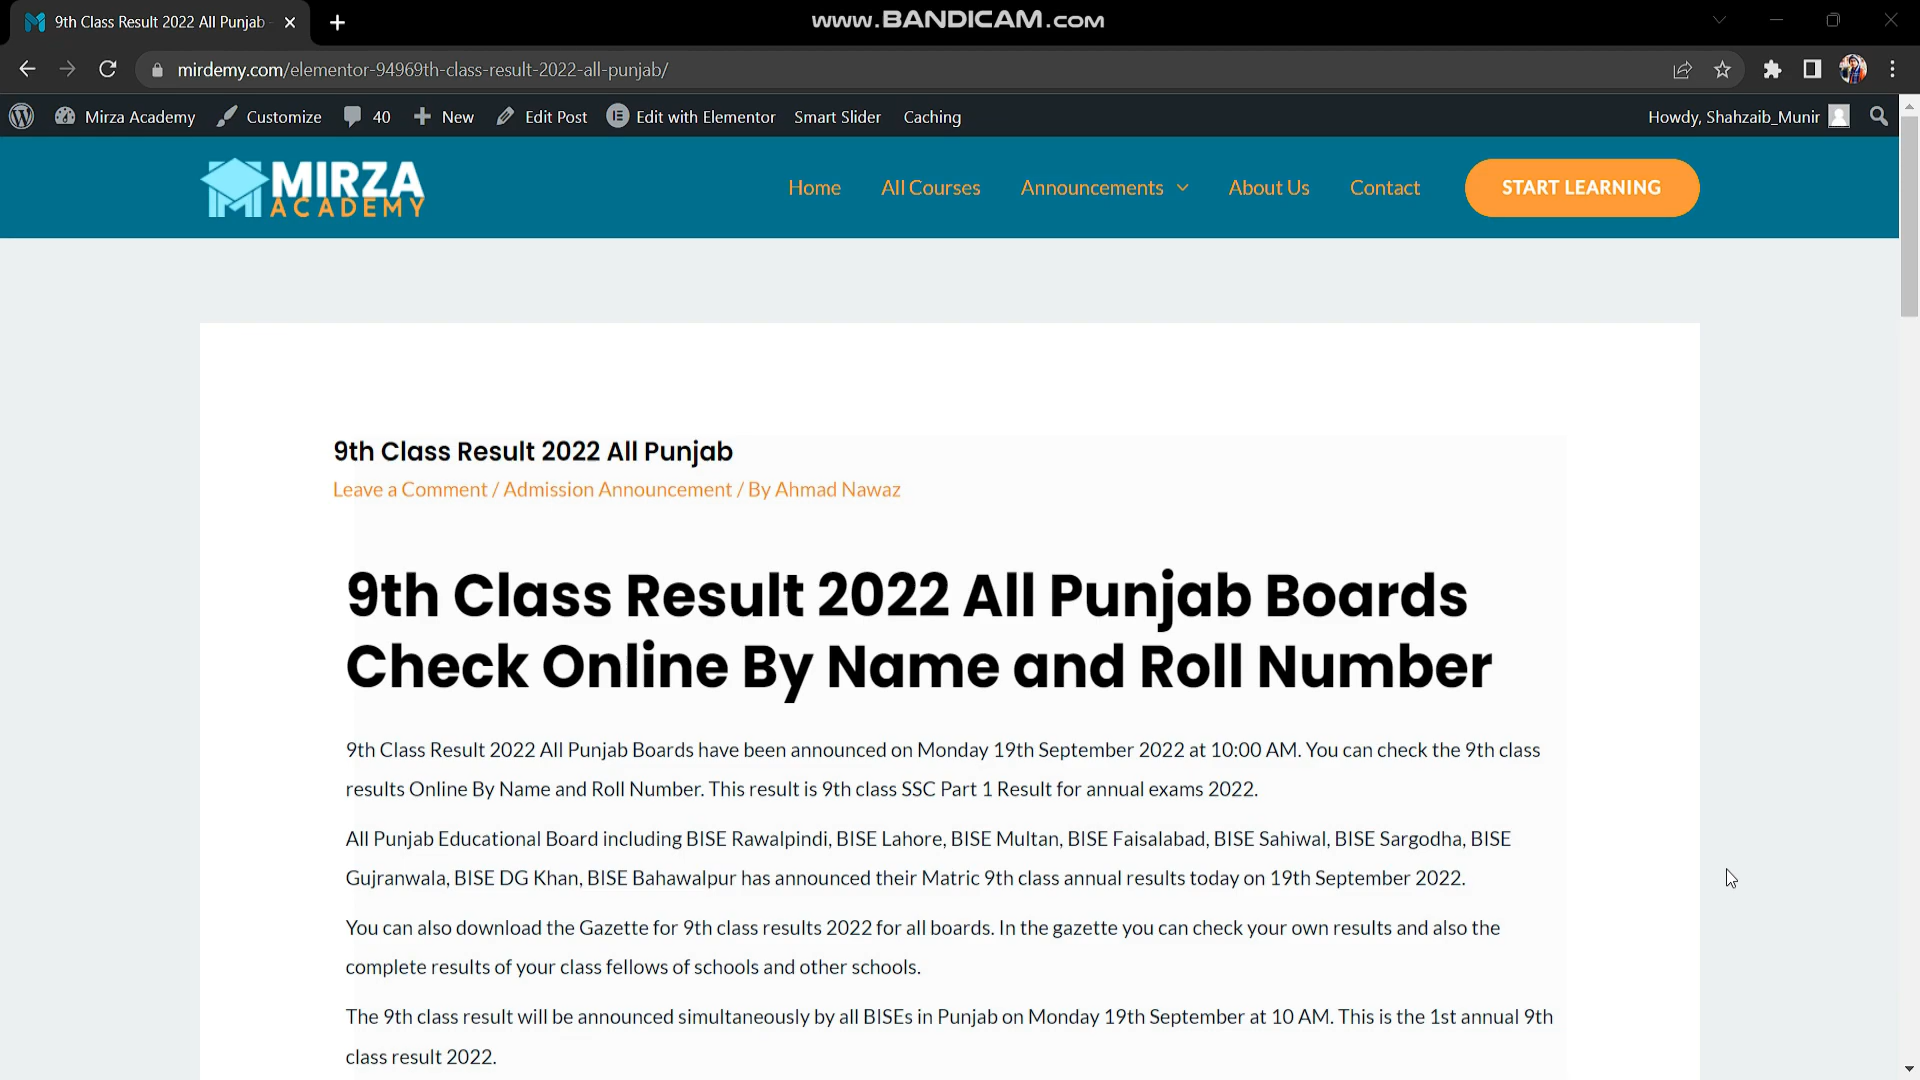 9th Class Result 2022 All Punjab
www.BANDICAM.com
mirdemy.com/elementor-94969th-class-result-2022-all-punjab/
Mirza Academy Customize 40 New Edit Post Edit with Elementor Smart Slider Caching Howdy, Shahzaib_Munir
MIRZA
ACADEMY
Home All Courses Announcements About Us Contact START LEARNING
9th Class Result 2022 All Punjab
Leave a Comment / Admission Announcement / By Ahmad Nawaz
9th Class Result 2022 All Punjab Boards
Check Online By Name and Roll Number
9th Class Result 2022 All Punjab Boards have been announced on Monday 19th September 2022 at 10:00 AM. You can check the 9th class
results Online By Name and Roll Number. This result is 9th class SSC Part 1 Result for annual exams 2022.
All Punjab Educational Board including BISE Rawalpindi, BISE Lahore, BISE Multan, BISE Faisalabad, BISE Sahiwal, BISE Sargodha, BISE
Gujranwala, BISE DG Khan, BISE Bahawalpur has announced their Matric 9th class annual results today on 19th September 2022.
You can also download the Gazette for 9th class results 2022 for all boards. In the gazette you can check your own results and also the
complete results of your class fellows of schools and other schools.
The 9th class result will be announced simultaneously by all BISEs in Punjab on Monday 19th September at 10 AM. This is the 1st annual 9th
class result 2022.